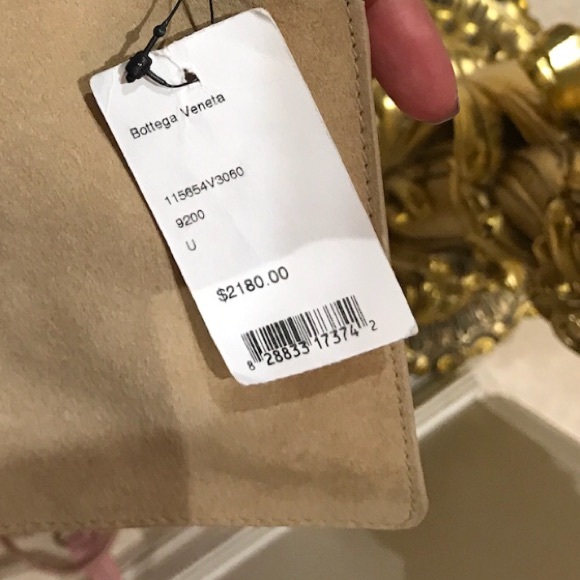 Bottega Veneta
115654V3060
9200
U
$2180.00
8 28833 17374 2